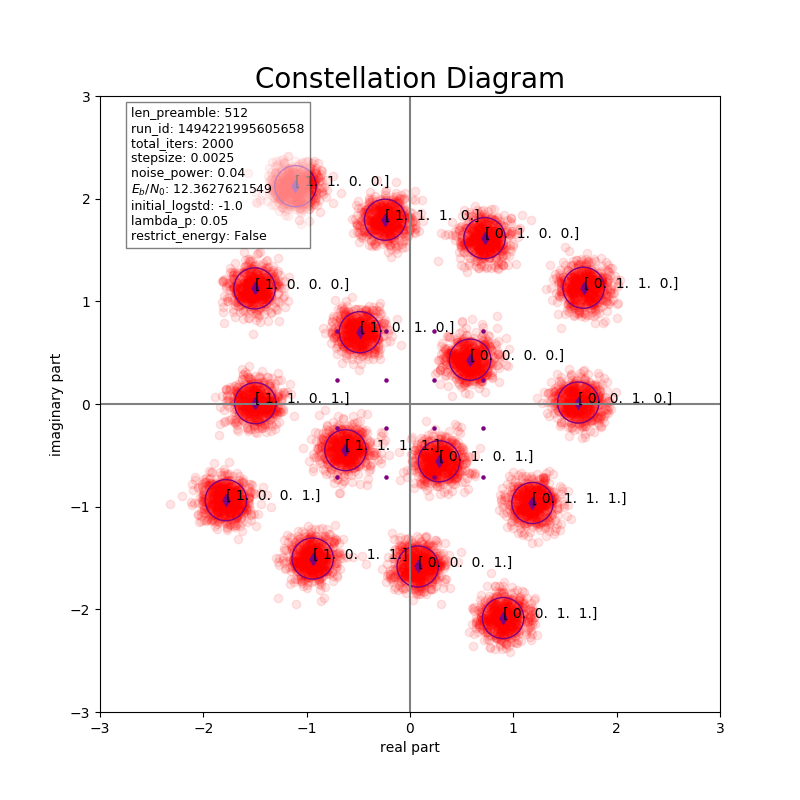 Constellation Diagram
3
len_preamble: 512
run_id: 1494221995605658
total_iters: 2000
stepsize: 0.0025
noise_power: 0.04
E_b/N_0: 12.3627621549
initial_logstd: -1.0
lambda_p: 0.05
restrict_energy: False
[ 1. 1. 0. 0.]
2
[ 1. 1. 1. 0.]
[ 0. 1. 0. 0.]
[ 1. 0. 0. 0.]
[ 0. 1. 1. 0.]
1
[ 1. 0. 1. 0.]
[ 0. 0. 0. 0.]
imaginary part
0
[ 1. 1. 0. 1.]
[ 0. 0. 1. 0.]
[ 1. 1. 1. 1.]
[ 0. 1. 0. 1.]
[ 1. 0. 0. 1.]
[ 0. 1. 1. 1.]
−1
[ 1. 0. 1. 1.]
[ 0. 0. 0. 1.]
−2
[ 0. 0. 1. 1.]
−3
−3 −2 −1 0 1 2 3
real part